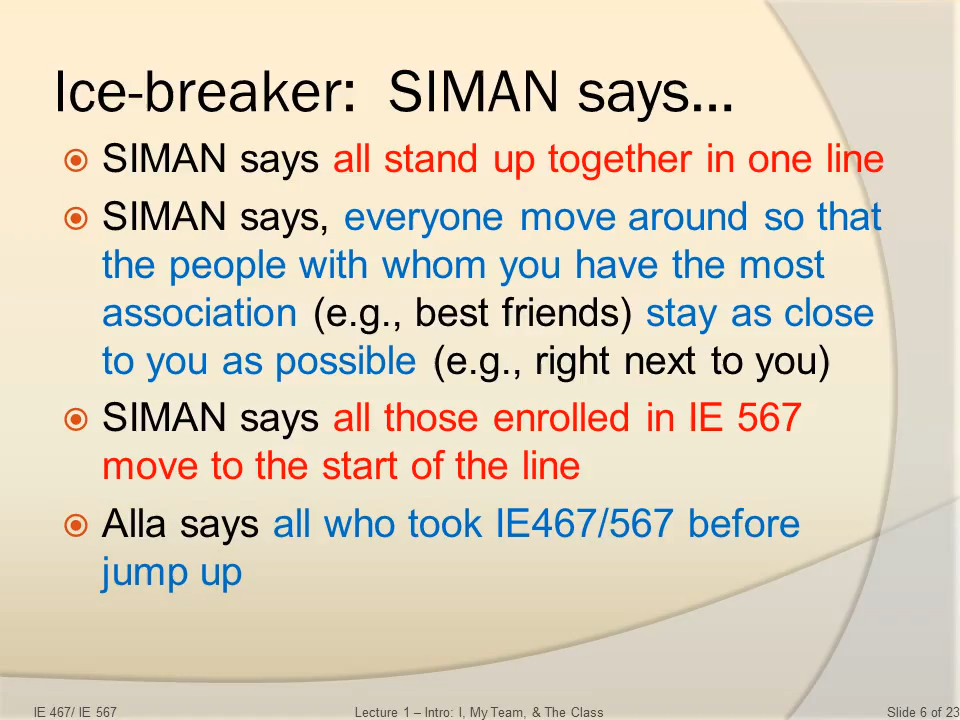 Ice-breaker:  SIMAN says…
SIMAN says all stand up together in one line
SIMAN says, everyone move around so that
the people with whom you have the most
association (e.g., best friends) stay as close
to you as possible (e.g., right next to you)
SIMAN says all those enrolled in IE 567
move to the start of the line
Alla says all who took IE467/567 before
jump up
IE 467/ IE 567
Lecture 1 – Intro: I, My Team, & The Class
Slide 6 of 23